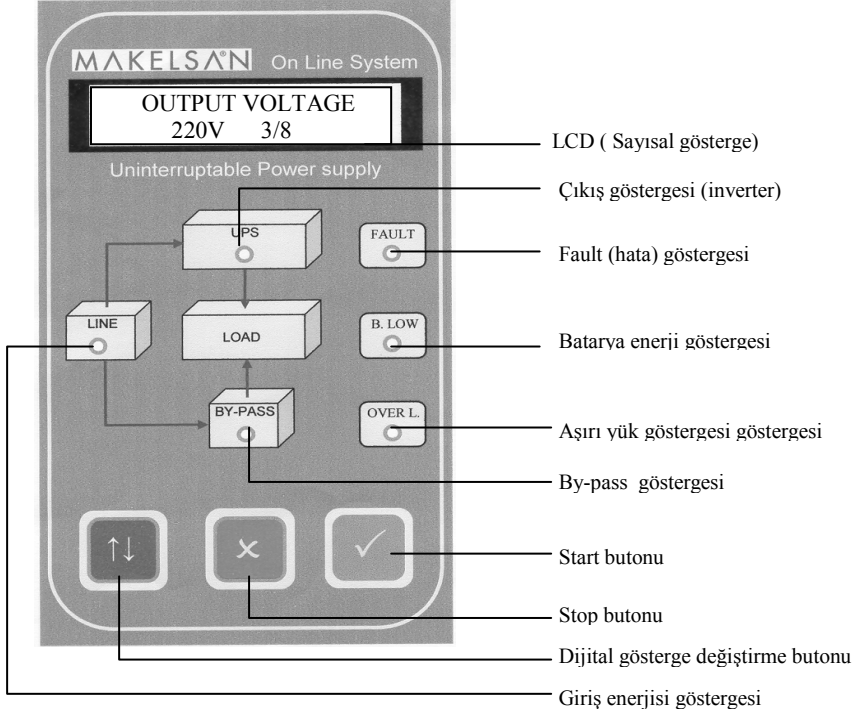 MAKELSAN On Line System
OUTPUT VOLTAGE
220V 3/8
Uninterruptable Power supply
UPS
FAULT
LINE
LOAD
B. LOW
BY-PASS
OVER L.
LCD ( Sayısal gösterge)
Çıkış göstergesi (inverter)
Fault (hata) göstergesi
Batarya enerji göstergesi
Aşırı yük göstergesi göstergesi
By-pass göstergesi
Start butonu
Stop butonu
Dijital gösterge değiştirme butonu
Giriş enerjisi göstergesi